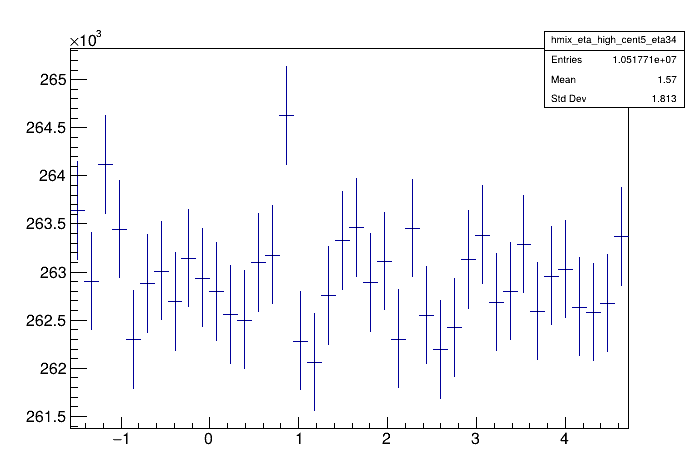 ×10³
hmix_eta_high_cent5_eta34
Entries 1.051771e+07
Mean 1.57
Std Dev 1.813
265
264.5
264
263.5
263
262.5
262
261.5
−1 0 1 2 3 4